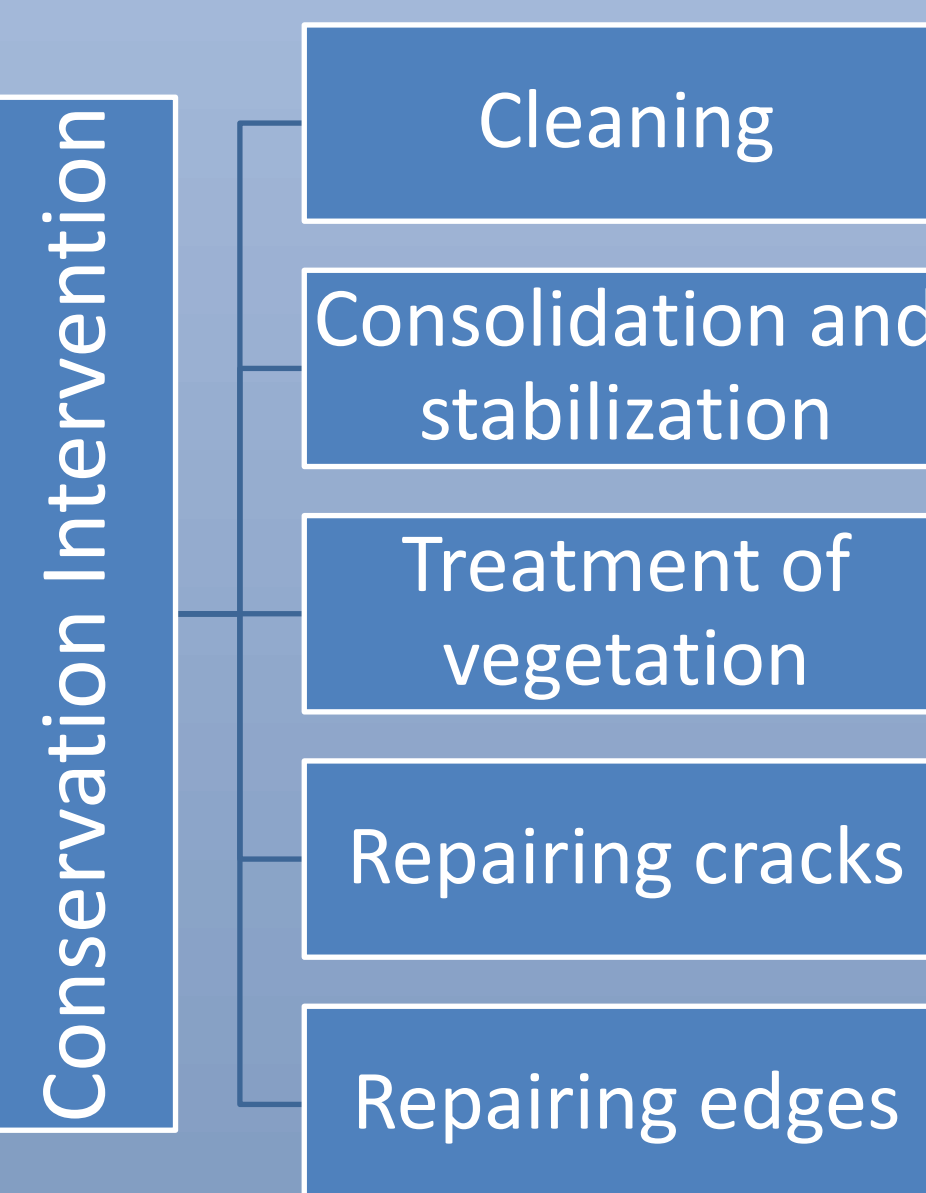 Conservation Intervention
Cleaning
Consolidation and
stabilization
Treatment of
vegetation
Repairing cracks
Repairing edges